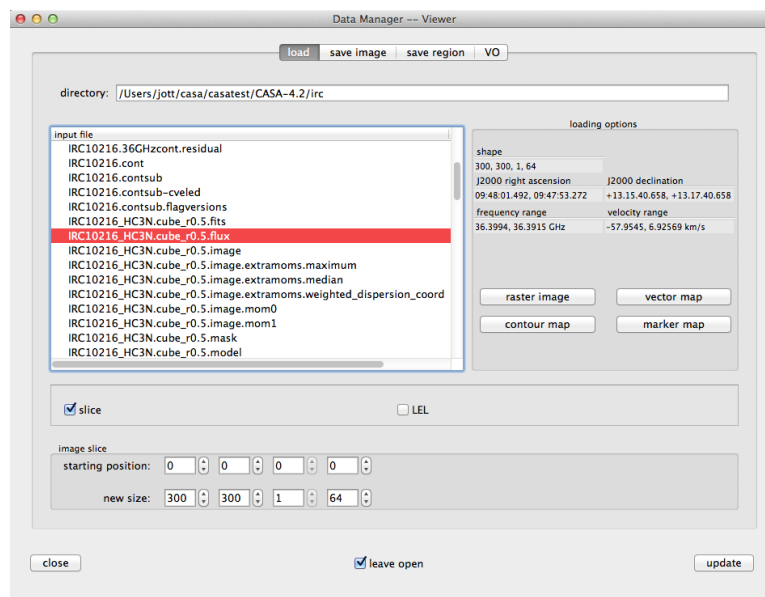 Data Manager -- Viewer
load save image save region VO
directory: /Users/jott/casa/casatest/CASA-4.2/irc
input file
IRC10216.36GHzcont.residual
IRC10216.cont
IRC10216.contsub
IRC10216.contsub-cveled
IRC10216.contsub.flagversions
IRC10216_HC3N.cube_r0.5.fits
IRC10216_HC3N.cube_r0.5.flux
IRC10216_HC3N.cube_r0.5.image
IRC10216_HC3N.cube_r0.5.image.extramoms.maximum
IRC10216_HC3N.cube_r0.5.image.extramoms.median
IRC10216_HC3N.cube_r0.5.image.extramoms.weighted_dispersion_coord
IRC10216_HC3N.cube_r0.5.image.mom0
IRC10216_HC3N.cube_r0.5.image.mom1
IRC10216_HC3N.cube_r0.5.mask
IRC10216_HC3N.cube_r0.5.model
loading options
shape
300, 300, 1, 64
J2000 right ascension J2000 declination
09:48:01.492, 09:47:53.272 +13.15.40.658, +13.17.40.658
frequency range velocity range
36.3994, 36.3915 GHz -57.9545, 6.92569 km/s
raster image vector map
contour map marker map
slice LEL
image slice
starting position: 0 0 0 0
new size: 300 300 1 64
close leave open update